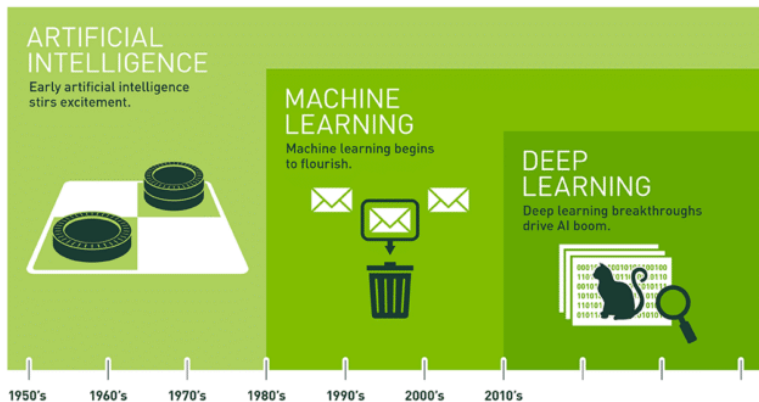 ARTIFICIAL
INTELLIGENCE
Early artificial intelligence
stirs excitement.
MACHINE
LEARNING
Machine learning begins
to flourish.
DEEP
LEARNING
Deep learning breakthroughs
drive AI boom.
1950's 1960's 1970's 1980's 1990's 2000's 2010's